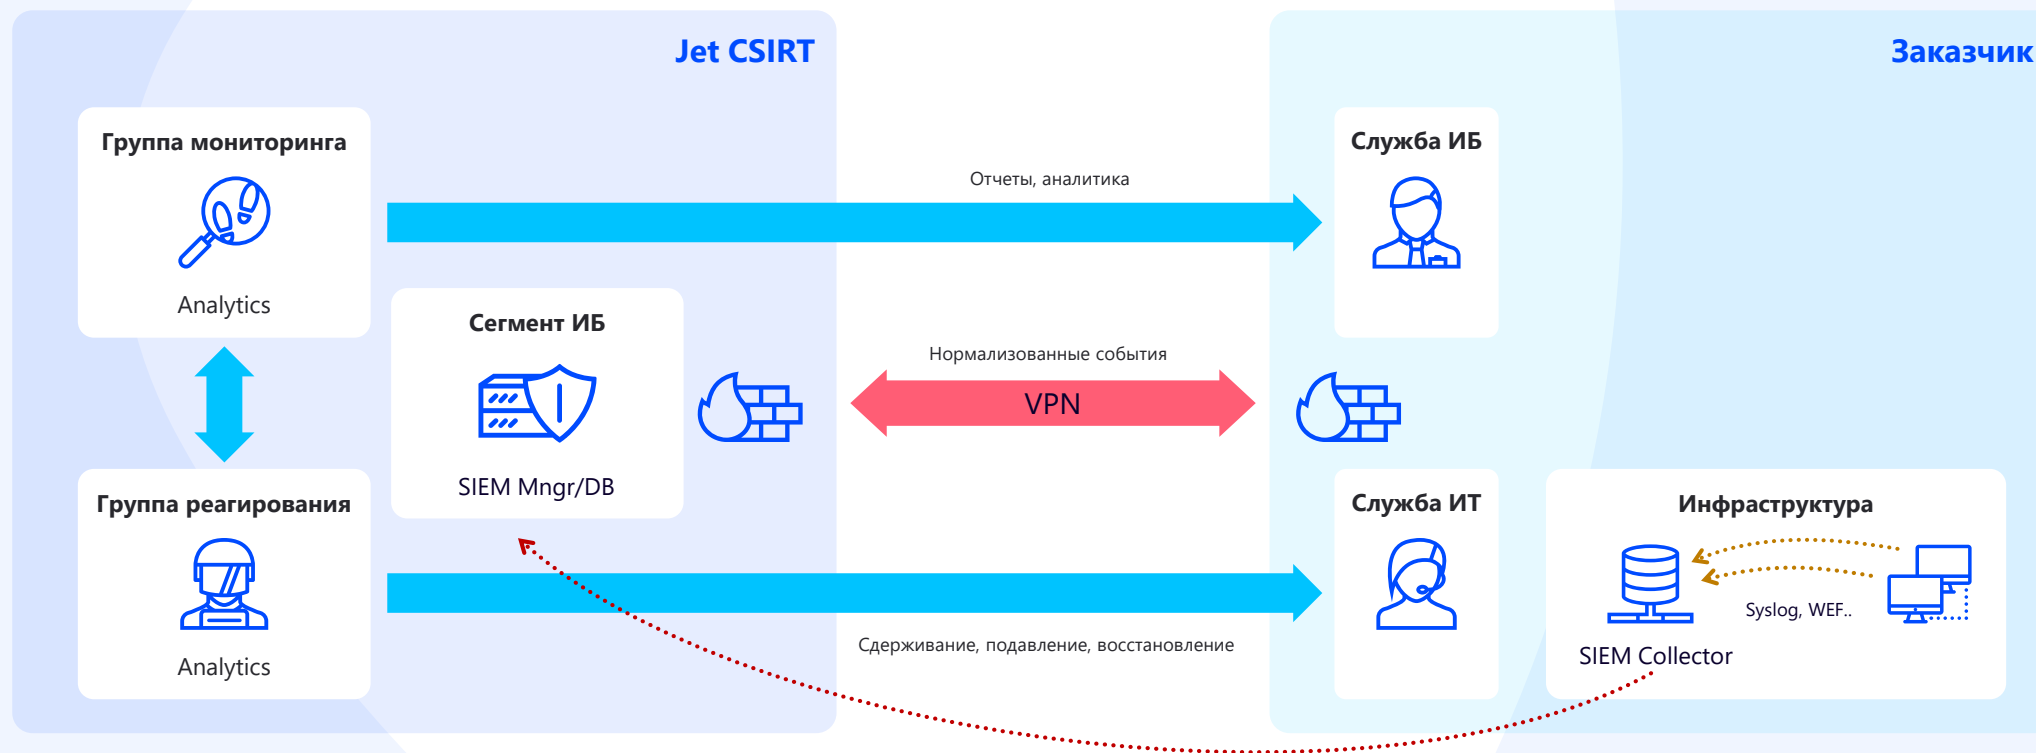 Jet CSIRT
Заказчик
Группа мониторинга
Analytics
Отчеты, аналитика
Служба ИБ
Сегмент ИБ
SIEM Mngr/DB
Нормализованные события
VPN
Группа реагирования
Analytics
Сдерживание, подавление, восстановление
Служба ИТ
Инфраструктура
Syslog, WEF..
SIEM Collector